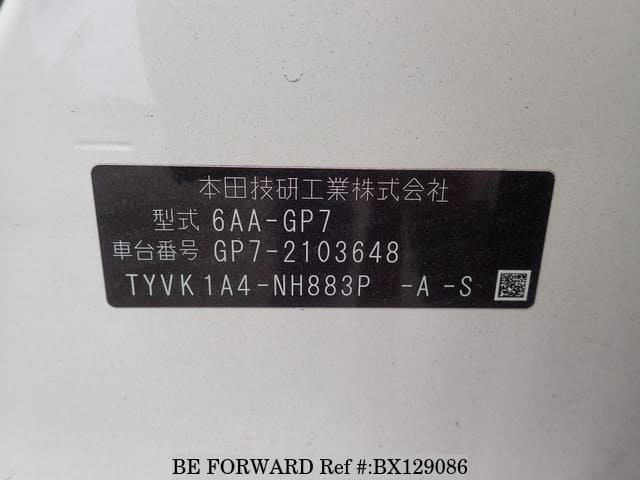 本田技研工業株式会社
型式 6AA-GP7
車台番号 GP7-2103648
TYVK1A4-NH883P -A-S
BE FORWARD Ref #:BX129086